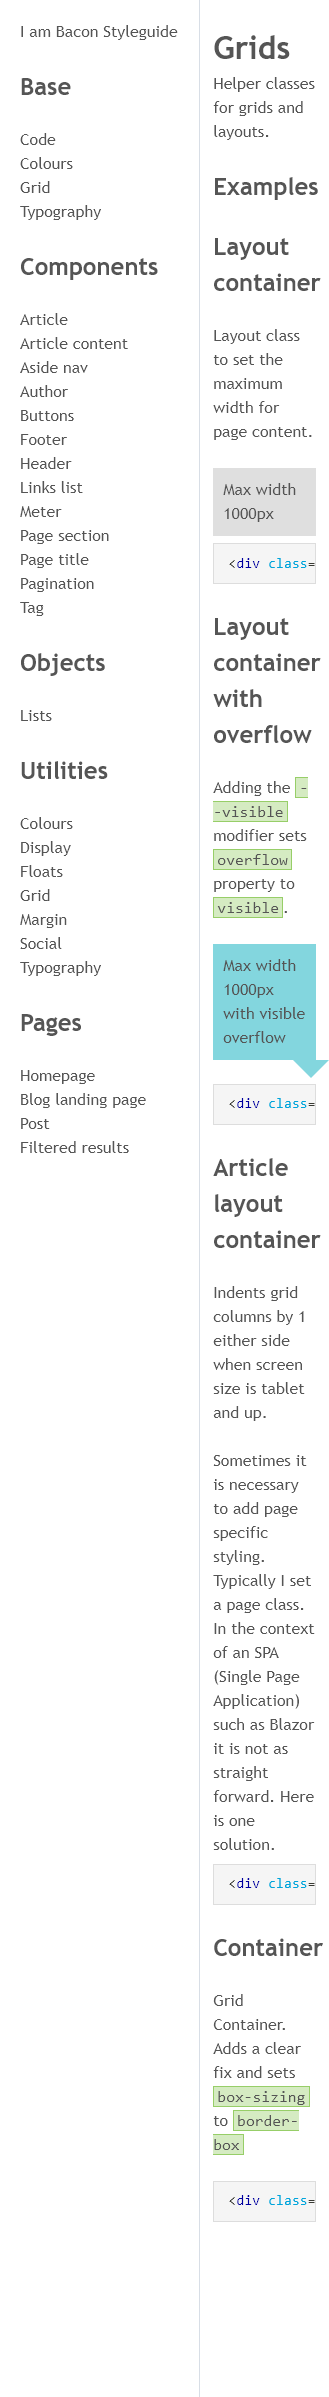 I am Bacon Styleguide
Base
Code
Colours
Grid
Typography
Components
Article
Article content
Aside nav
Author
Buttons
Footer
Header
Links list
Meter
Page section
Page title
Pagination
Tag
Objects
Lists
Utilities
Colours
Display
Floats
Grid
Margin
Social
Typography
Pages
Homepage
Blog landing page
Post
Filtered results
Grids
Helper classes
for grids and
layouts.
Examples
Layout
container
Layout class
to set the
maximum
width for
page content.
Max width
1000px
<div class=
Layout
container
with
overflow
Adding the -
-visible
modifier sets
overflow
property to
visible.
Max width
1000px
with visible
overflow
<div class=
Article
layout
container
Indents grid
columns by 1
either side
when screen
size is tablet
and up.
Sometimes it
is necessary
to add page
specific
styling.
Typically I set
a page class.
In the context
of an SPA
(Single Page
Application)
such as Blazor
it is not as
straight
forward. Here
is one
solution.
<div class=
Container
Grid
Container.
Adds a clear
fix and sets
box-sizing
to border-
box
<div class=